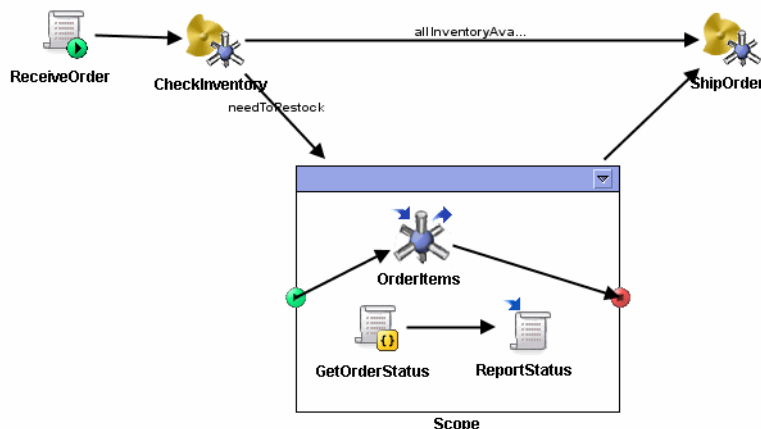 allInventoryAva...
ReceiveOrder
CheckInventory
ShipOrder
needToRestock
OrderItems
{}
GetOrderStatus
ReportStatus
Scope